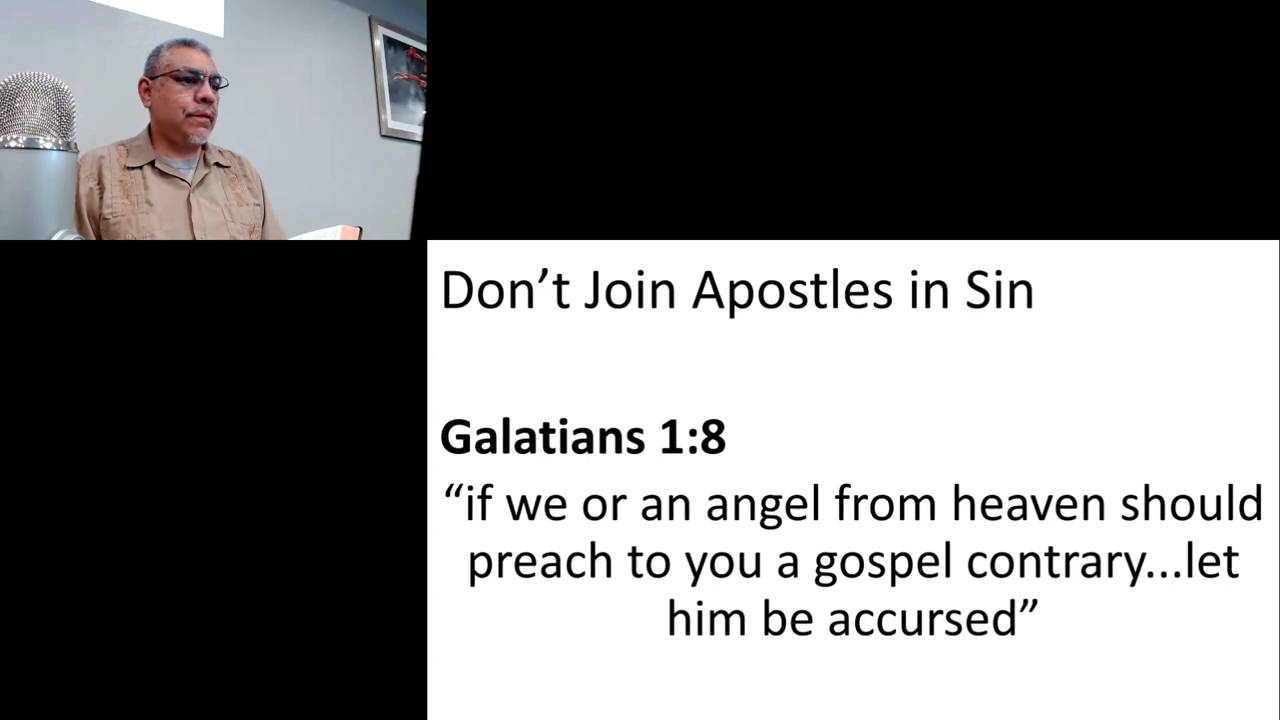 Don’t Join Apostles in Sin
Galatians 1:8
“if we or an angel from heaven should
preach to you a gospel contrary...let
him be accursed”